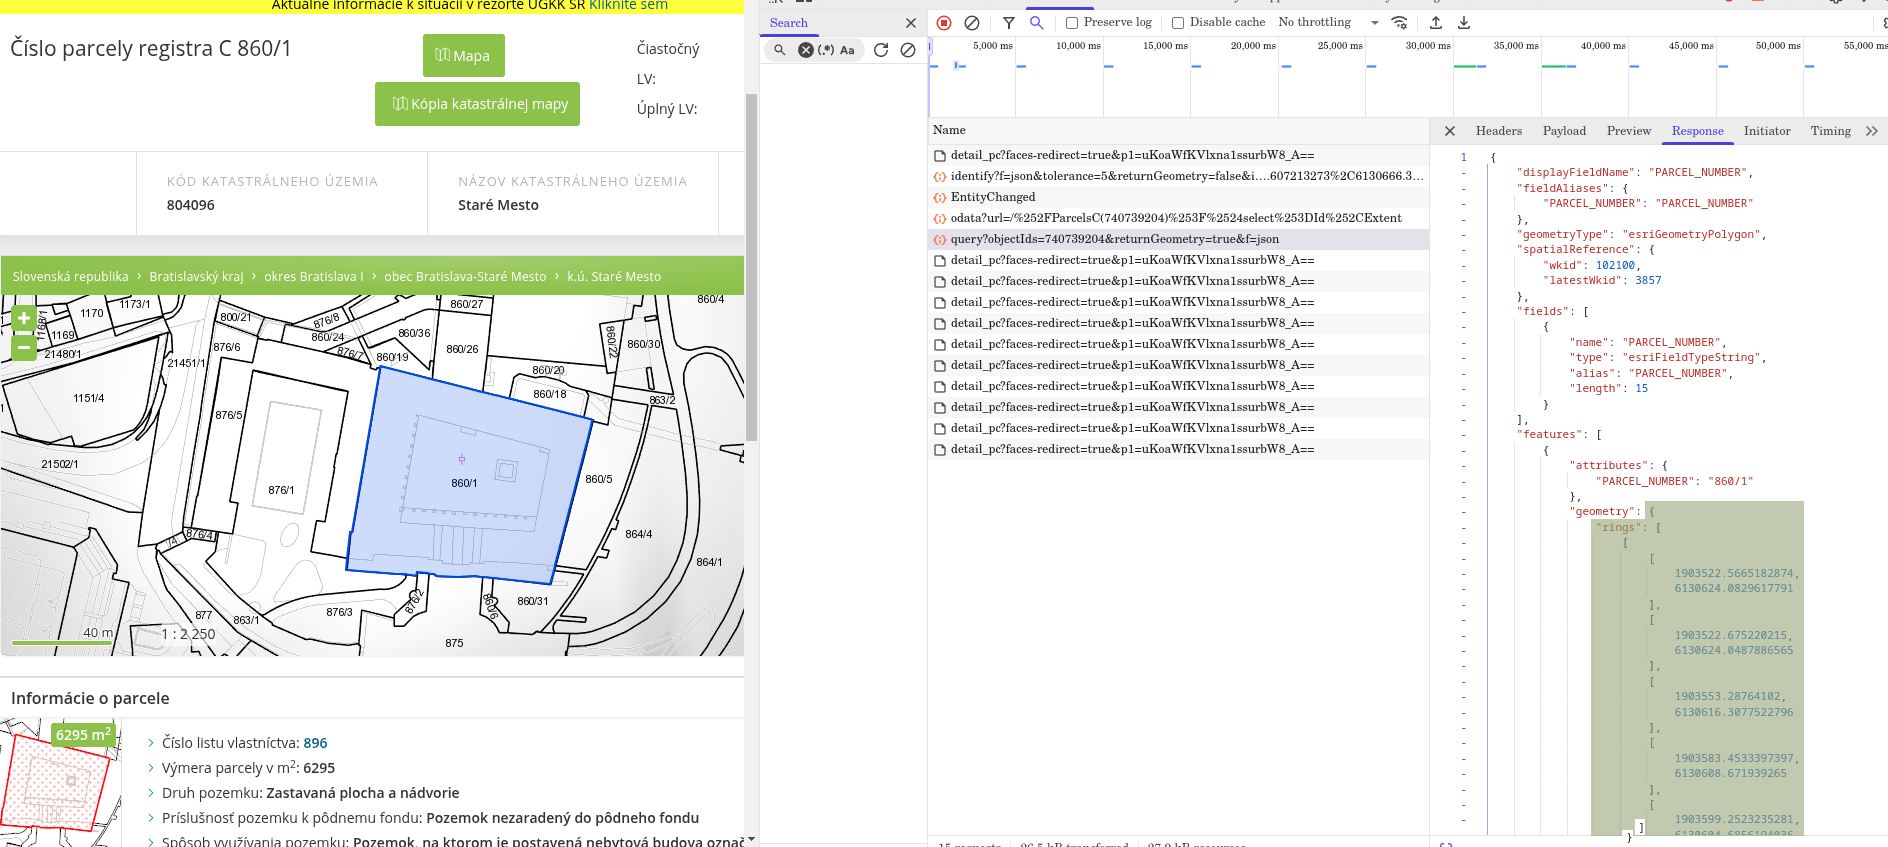 Aktuálne informácie k situácii v rezorte ÚGKK SR Kliknite sem
Číslo parcely registra C 860/1
Mapa
Kópia katastrálnej mapy
Čiastočný
LV:
Úplný LV:
KÓD KATASTRÁLNEHO ÚZEMIA
804096
NÁZOV KATASTRÁLNEHO ÚZEMIA
Staré Mesto
Slovenská republika › Bratislavský kraj › okres Bratislava I › obec Bratislava-Staré Mesto › k.ú. Staré Mesto
+
−
1173/1
1170
1169
21480/1
1151/4
21451/1
21502/1
800/21
876/8
860/24
876/6
876/7
860/36
860/19
860/27
860/26
860/20
860/18
860/22
860/30
860/4
863/2
876/5
876/1
860/1
860/5
864/4
864/1
876/4
877
863/1
876/3
876/2
860/6
860/31
875
40 m
1 : 2 250
Informácie o parcele
6295 m2
Číslo listu vlastníctva: 896
Výmera parcely v m2: 6295
Druh pozemku: Zastavaná plocha a nádvorie
Príslušnosť pozemku k pôdnemu fondu: Pozemok nezaradený do pôdneho fondu
Spôsob využívania pozemku: Pozemok, na ktorom je postavená nebytová budova označ
Search
(.*) Aa
Preserve log
Disable cache
No throttling
5,000 ms
10,000 ms
15,000 ms
20,000 ms
25,000 ms
30,000 ms
35,000 ms
40,000 ms
45,000 ms
50,000 ms
55,000 ms
Name
detail_pc?faces-redirect=true&p1=uKoaWfKVlxna1ssurbW8_A==
identify?f=json&tolerance=5&returnGeometry=false&i….607213273%2C6130666.3…
EntityChanged
odata?url=/%252FParcelsC(740739204)%253F%2524select%253DId%252CExtent
query?objectIds=740739204&returnGeometry=true&f=json
detail_pc?faces-redirect=true&p1=uKoaWfKVlxna1ssurbW8_A==
detail_pc?faces-redirect=true&p1=uKoaWfKVlxna1ssurbW8_A==
detail_pc?faces-redirect=true&p1=uKoaWfKVlxna1ssurbW8_A==
detail_pc?faces-redirect=true&p1=uKoaWfKVlxna1ssurbW8_A==
detail_pc?faces-redirect=true&p1=uKoaWfKVlxna1ssurbW8_A==
detail_pc?faces-redirect=true&p1=uKoaWfKVlxna1ssurbW8_A==
detail_pc?faces-redirect=true&p1=uKoaWfKVlxna1ssurbW8_A==
detail_pc?faces-redirect=true&p1=uKoaWfKVlxna1ssurbW8_A==
detail_pc?faces-redirect=true&p1=uKoaWfKVlxna1ssurbW8_A==
detail_pc?faces-redirect=true&p1=uKoaWfKVlxna1ssurbW8_A==
15 requests
26.5 kB transferred
27.0 kB resources
Headers
Payload
Preview
Response
Initiator
Timing
1 {
"displayFieldName": "PARCEL_NUMBER",
"fieldAliases": {
"PARCEL_NUMBER": "PARCEL_NUMBER"
},
"geometryType": "esriGeometryPolygon",
"spatialReference": {
"wkid": 102100,
"latestWkid": 3857
},
"fields": [
{
"name": "PARCEL_NUMBER",
"type": "esriFieldTypeString",
"alias": "PARCEL_NUMBER",
"length": 15
}
],
"features": [
{
"attributes": {
"PARCEL_NUMBER": "860/1"
},
"geometry": {
"rings": [
[
[
1903522.5665182874,
6130624.0829617791
],
[
1903522.675220215,
6130624.0487886565
],
[
1903553.28764102,
6130616.3077522796
],
[
1903583.4533397397,
6130608.671939265
],
[
1903599.2523235281,
6130604.6856194036
]
}